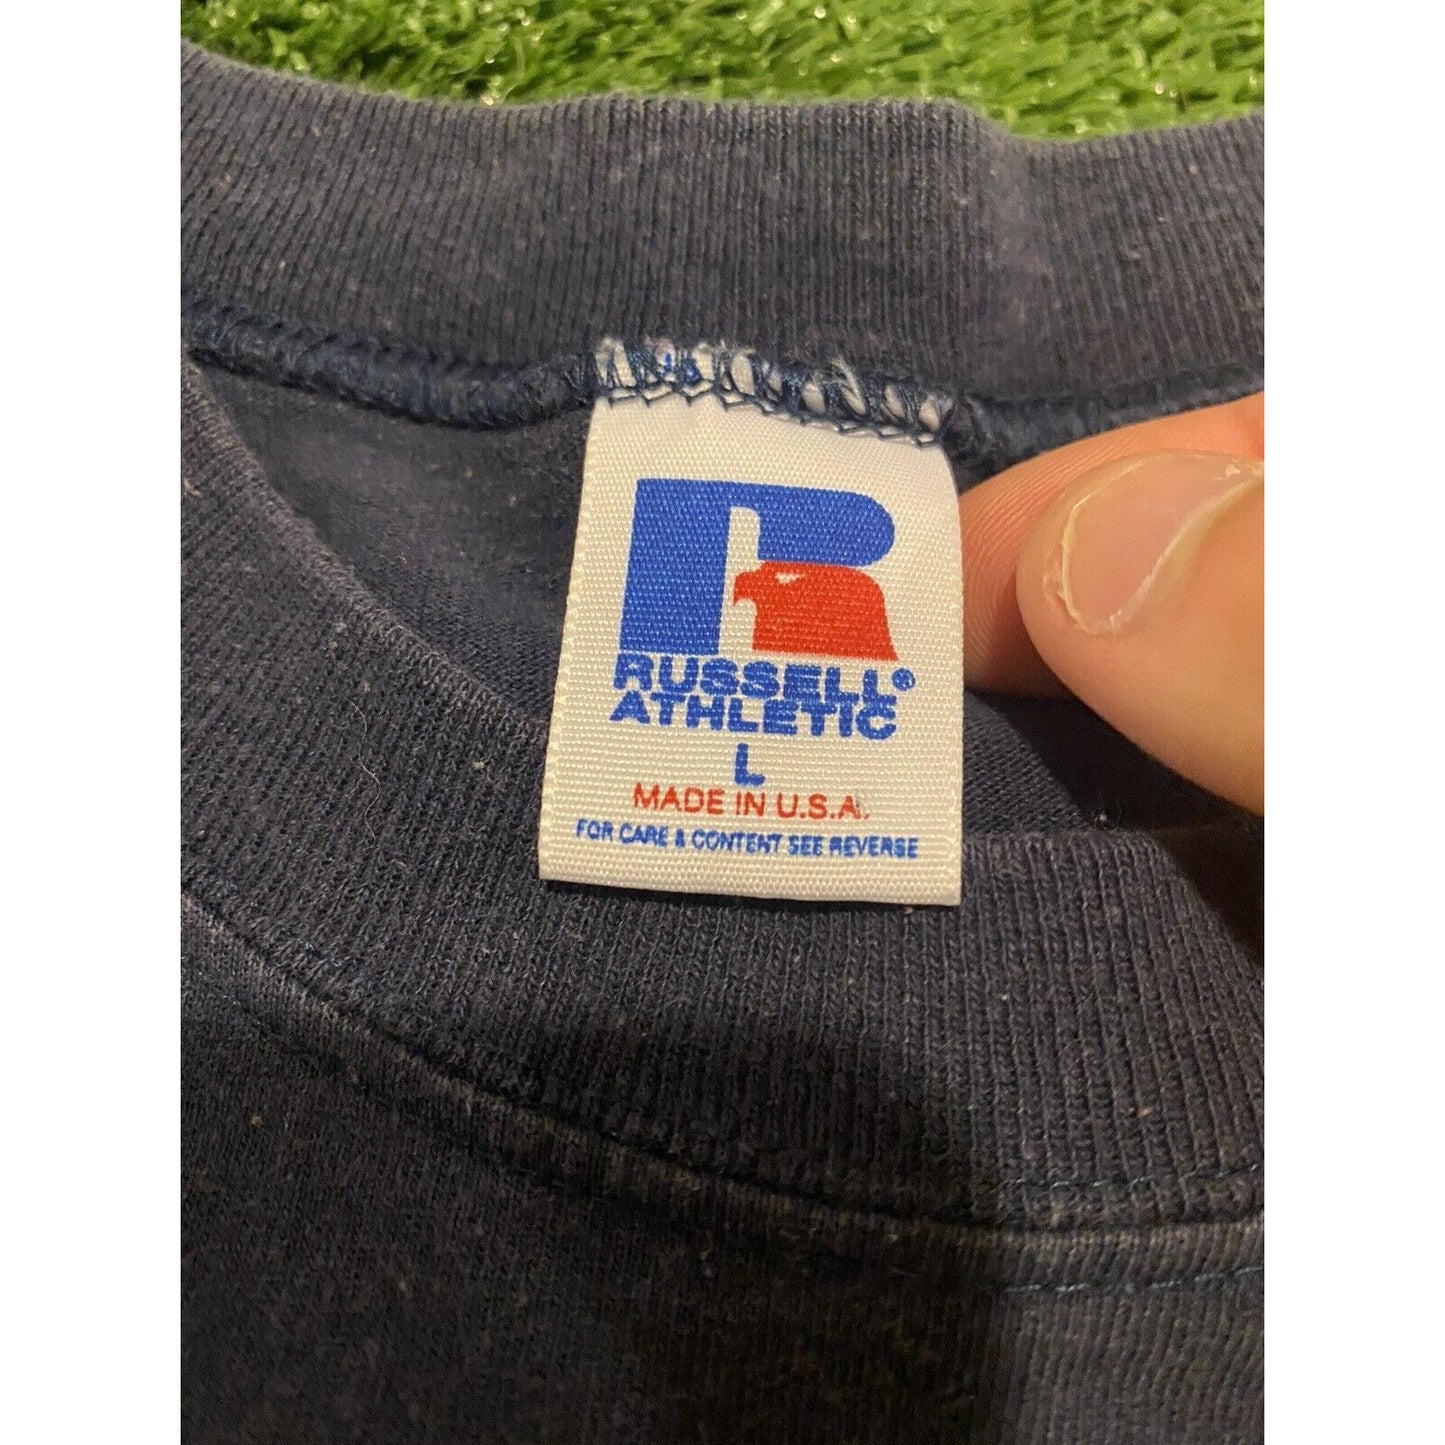 R
RUSSELL®
ATHLETIC
L
MADE IN U.S.A.
FOR CARE & CONTENT SEE REVERSE